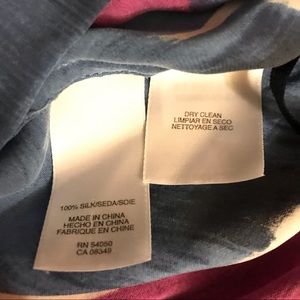 100% SILK/SEDA/SOIE
MADE IN CHINA
HECHO EN CHINA
FABRIQUE EN CHINE
RN 54050
CA 08349
DRY CLEAN
LIMPIAR EN SECO
NETTOYAGE A SEC